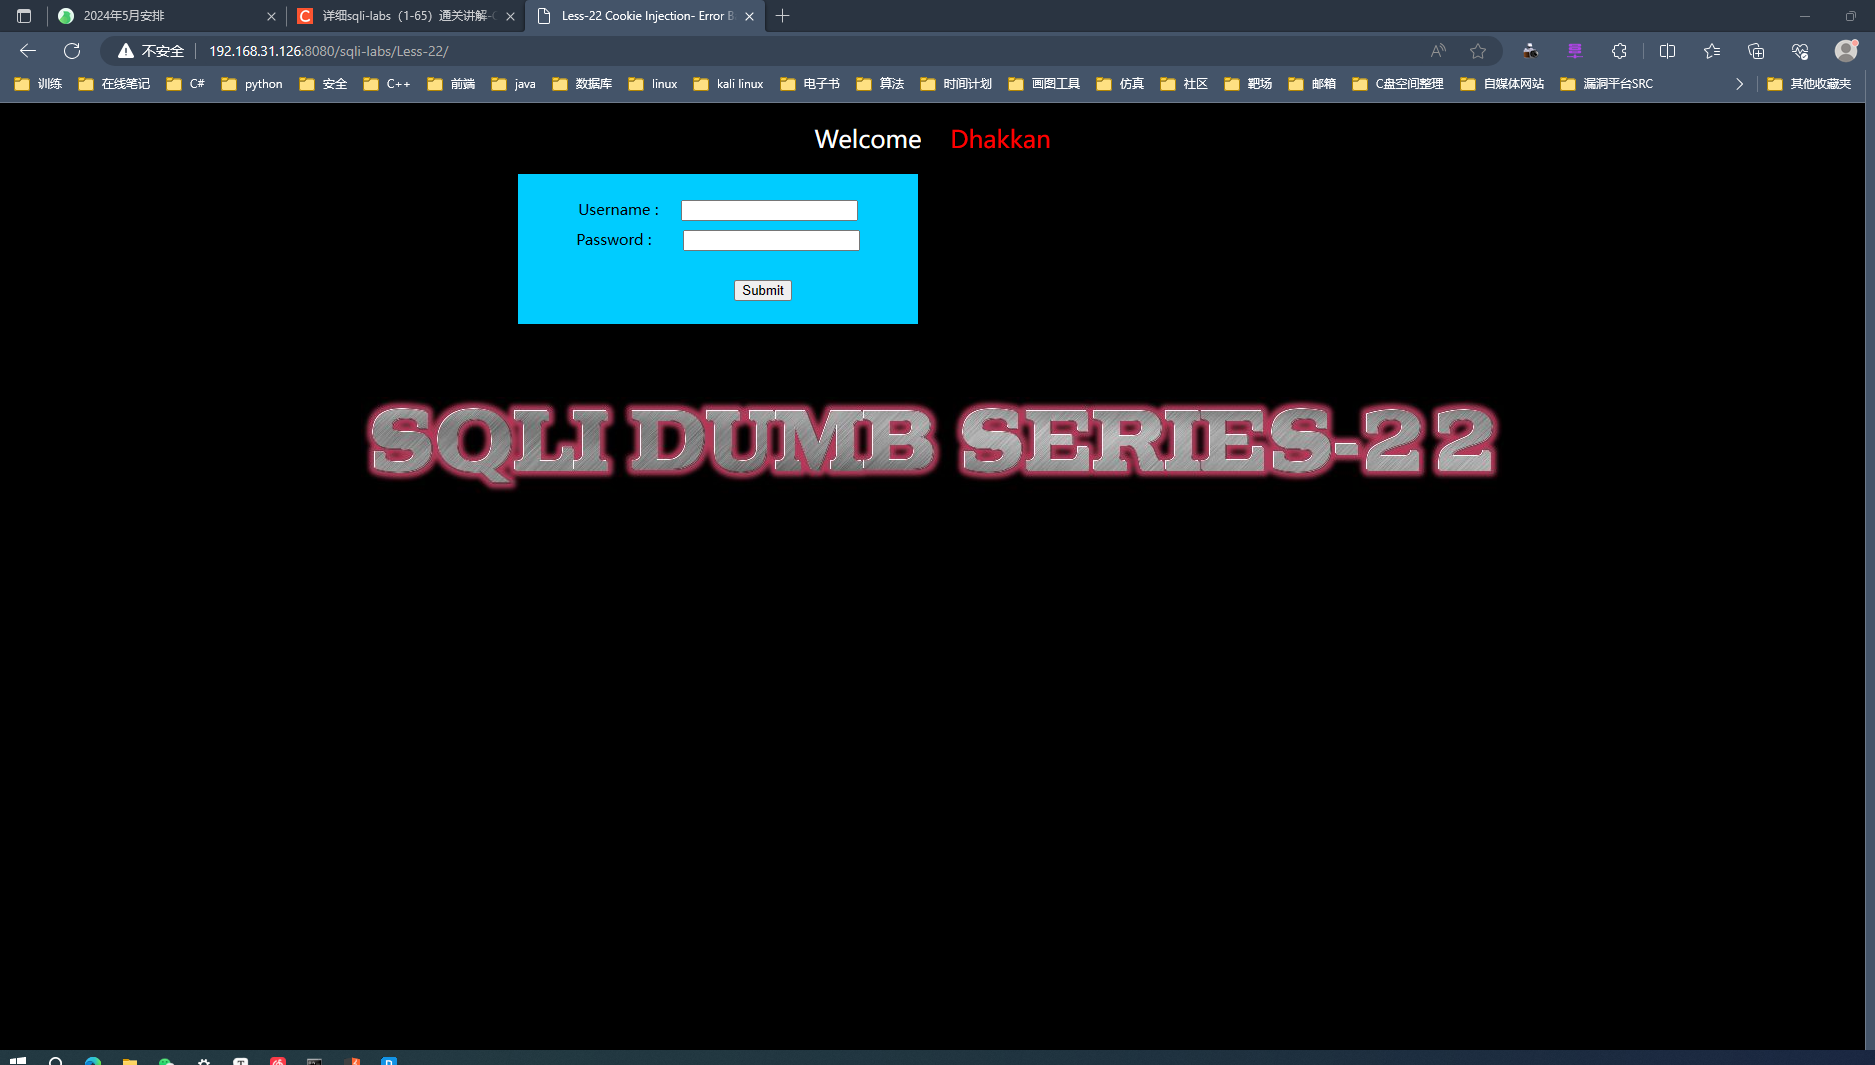 2024年5月安排
详细sqli-labs（1-65）通关讲解-
Less-22 Cookie Injection- Error B
不安全
192.168.31.126:8080/sqli-labs/Less-22/
训练 在线笔记 C# python 安全 C++ 前端 java 数据库 linux kali linux 电子书 算法 时间计划 画图工具 仿真 社区 靶场 邮箱 C盘空间整理 自媒体网站 漏洞平台SRC 其他收藏夹
Welcome Dhakkan
Username :
Password :
Submit
SQLI DUMB SERIES-22